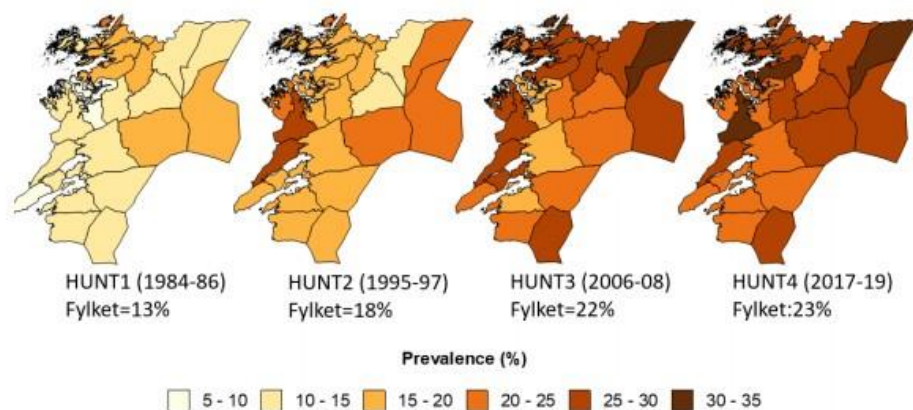 HUNT1 (1984-86)
Fylket=13%
HUNT2 (1995-97)
Fylket=18%
HUNT3 (2006-08)
Fylket=22%
HUNT4 (2017-19)
Fylket:23%
Prevalence (%)
5 - 10
10 - 15
15 - 20
20 - 25
25 - 30
30 - 35